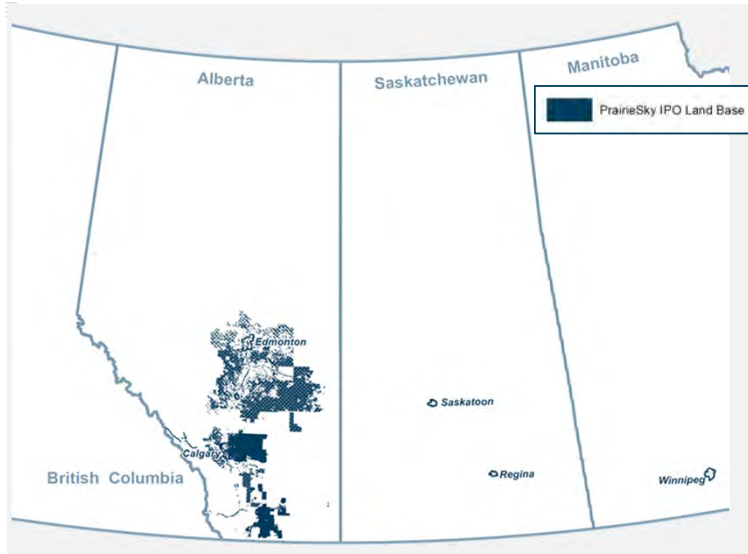 Alberta
Saskatchewan
Manitoba
PrairieSky IPO Land Base
Edmonton
Saskatoon
Calgary
British Columbia
Regina
Winnipeg